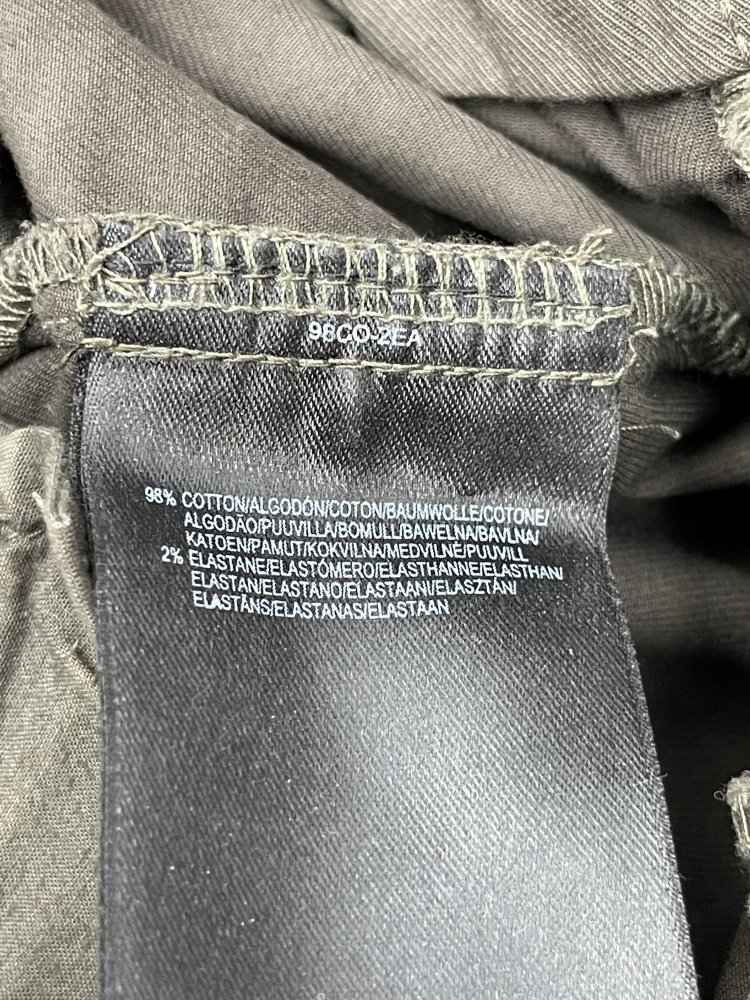 98CO-2EA
98% COTTON/ALGODÓN/COTON/BAUMWOLLE/COTONE/
ALGODÃO/PUUVILLA/BOMULL/BAWEŁNA/BAVLNA/
KATOEN/PAMUT/KOKVILNA/MEDVILNĖ/PUUVILL
2% ELASTANE/ELASTÓMERO/ELASTHANNE/ELASTHAN/
ELASTAN/ELASTANO/ELASTAANI/ELASZTÁN/
ELASTĀNS/ELASTANAS/ELASTAAN